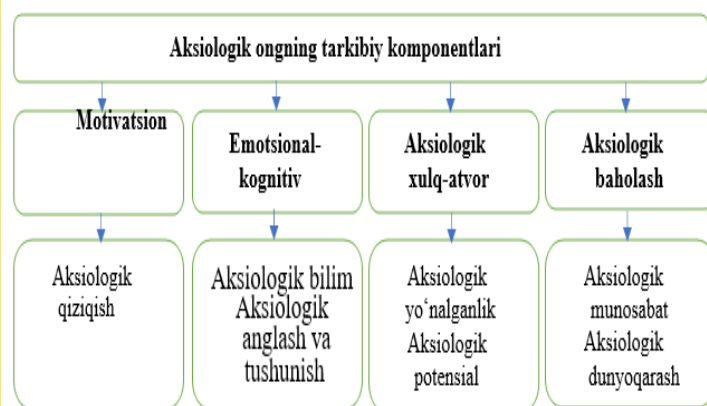 Aksiologik ongning tarkibiy komponentlari
Motivatsion
Emotsional-
kognitiv
Aksiologik
xulq-atvor
Aksiologik
baholash
Aksiologik
qiziqish
Aksiologik bilim
Aksiologik
anglash va
tushunish
Aksiologik
yo‘nalganlik
Aksiologik
potensial
Aksiologik
munosabat
Aksiologik
dunyoqarash